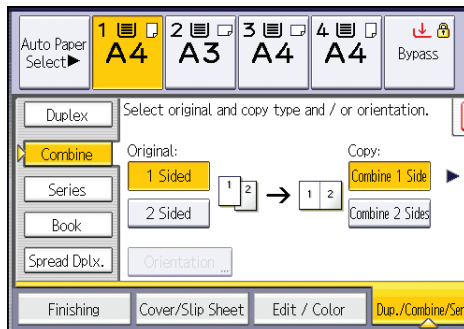 Auto Paper
Select▶
1
A4
2
A3
3
A4
4
A4
Bypass
Duplex
Select original and copy type and / or orientation.
Combine
Original:
Copy:
1 Sided
1
2
1 2
Combine 1 Side
Series
2 Sided
Combine 2 Sides
Book
Spread Dplx.
Orientation
Finishing
Cover/Slip Sheet
Edit / Color
Dup./Combine/Ser